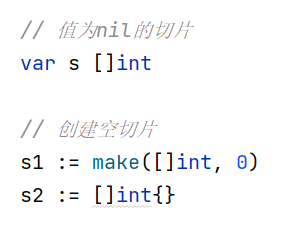 // 值为nil的切片
var s []int
// 创建空切片
s1 := make([]int, 0)
s2 := []int{}